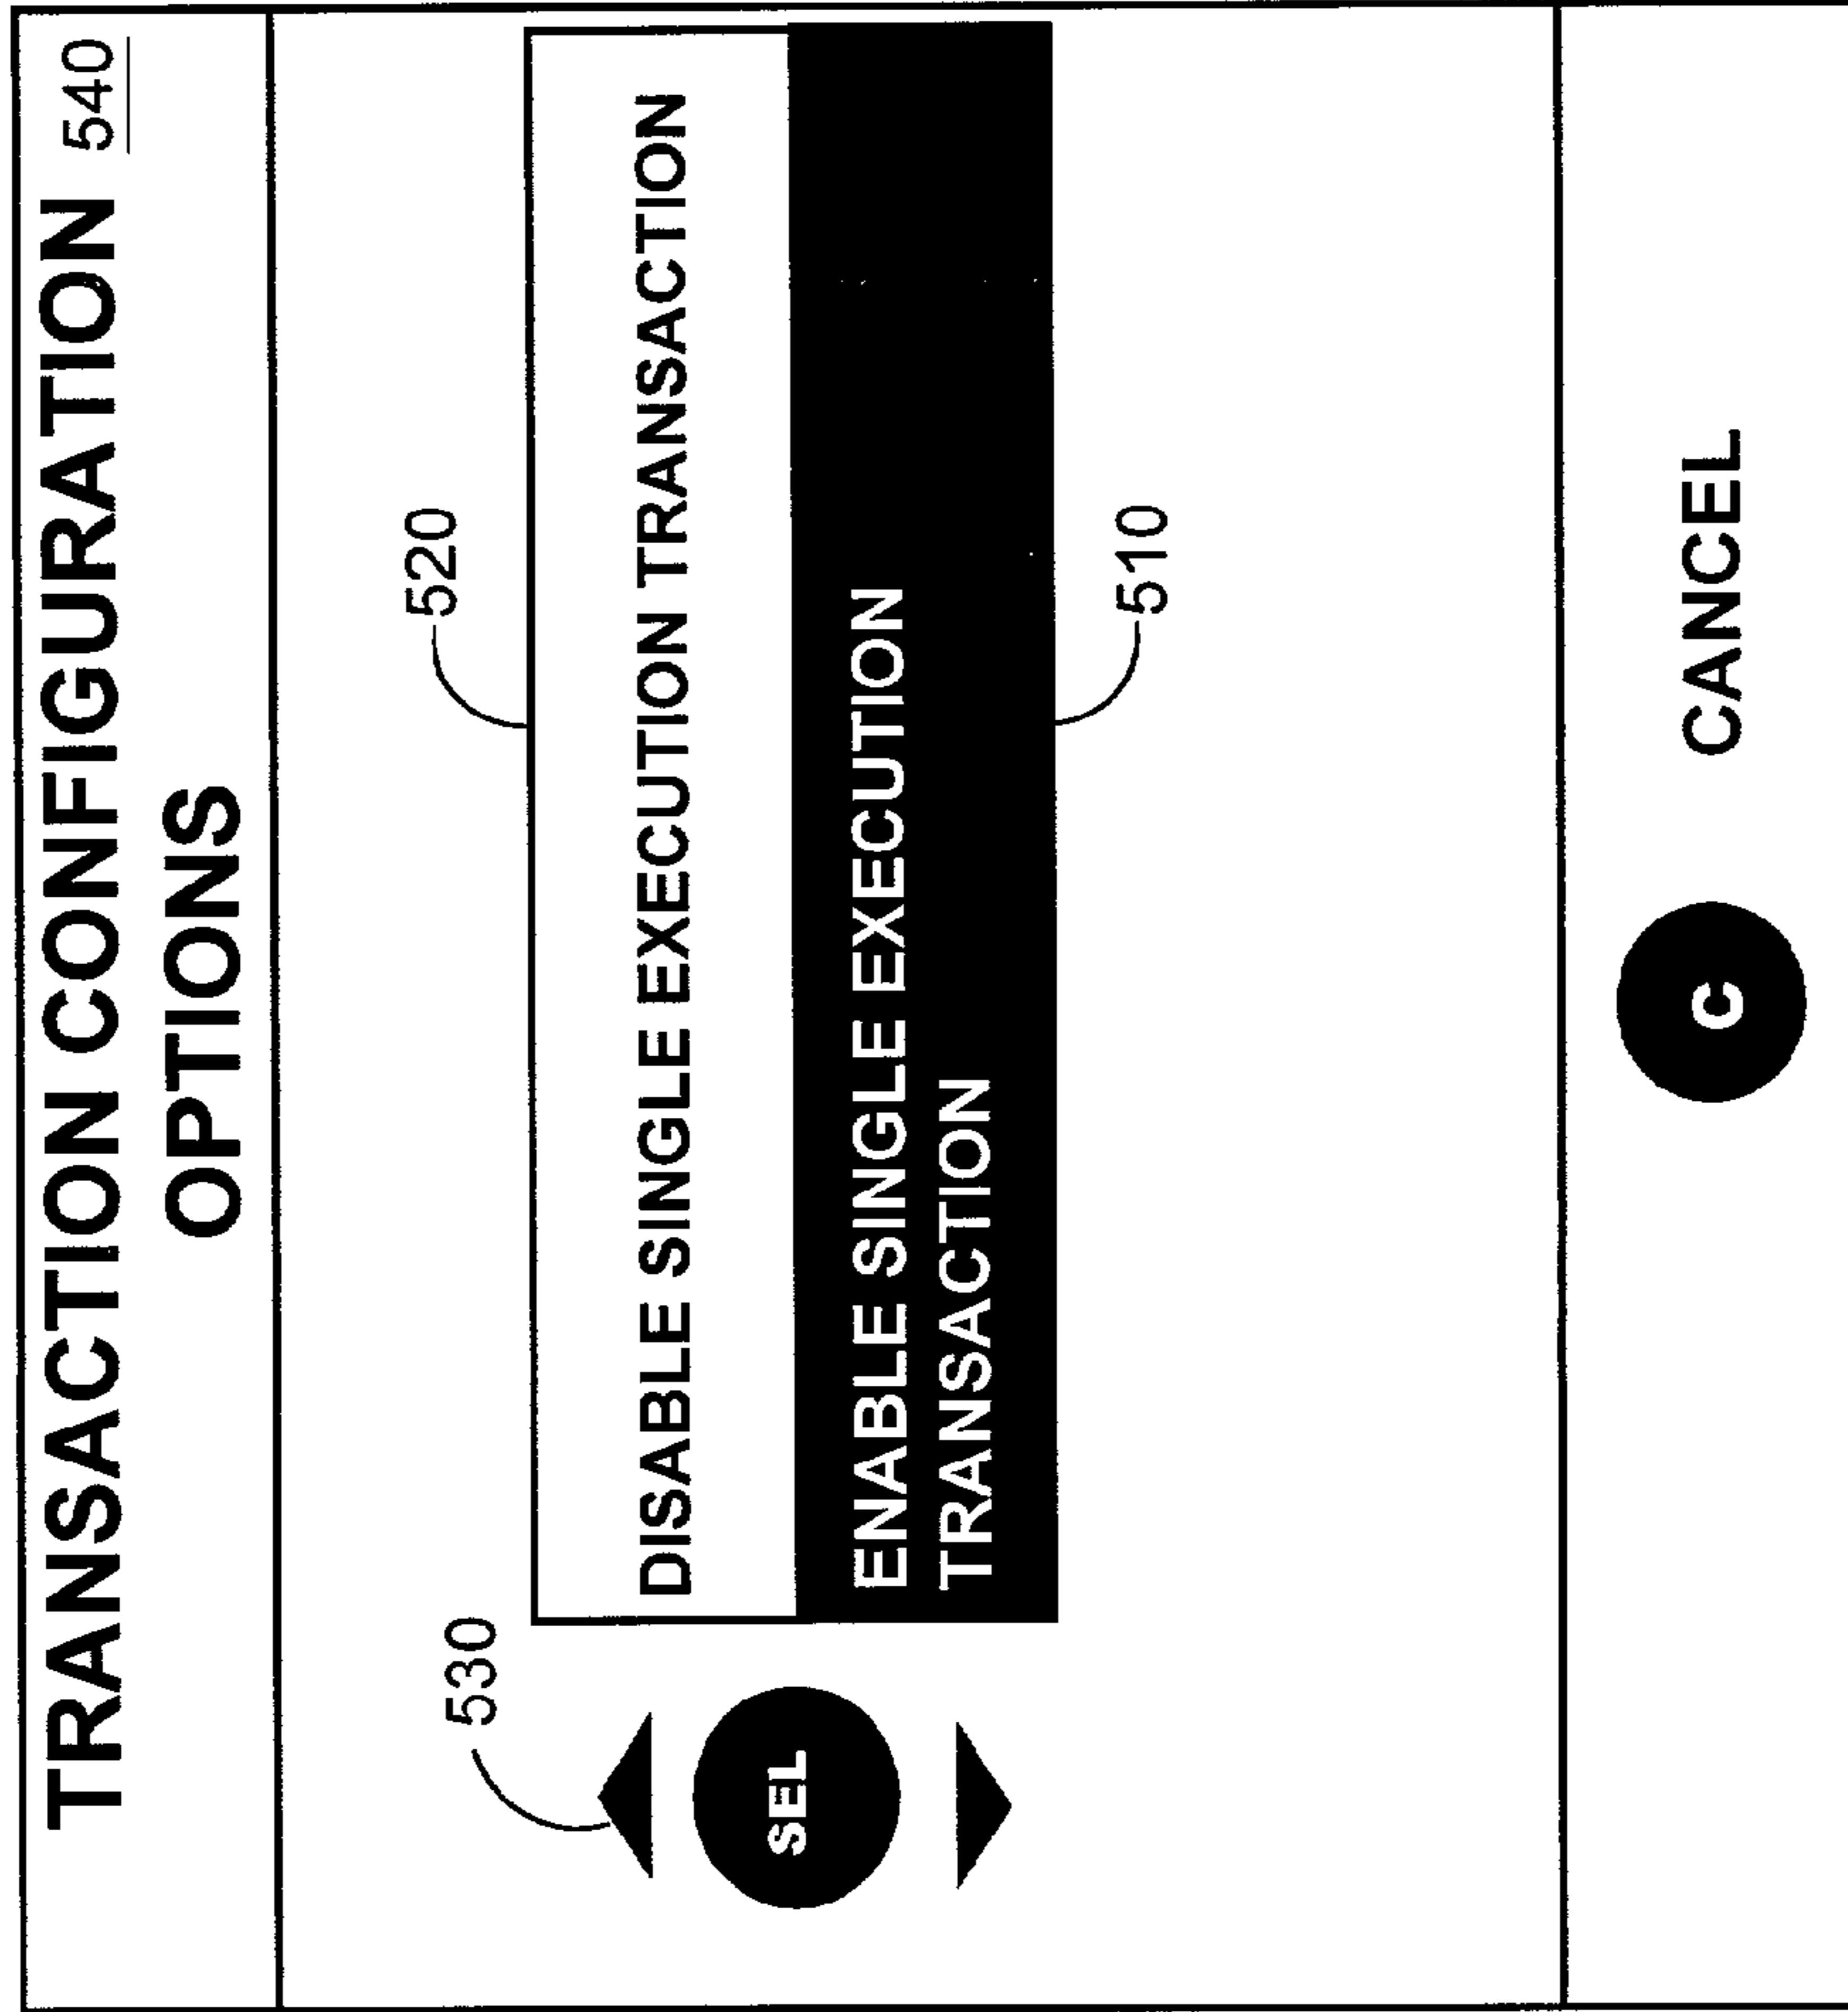 TRANSACTION CONFIGURATION 540
OPTIONS
520
530
DISABLE SINGLE EXECUTION TRANSACTION
SEL
ENABLE SINGLE EXECUTION
TRANSACTION
510
C CANCEL